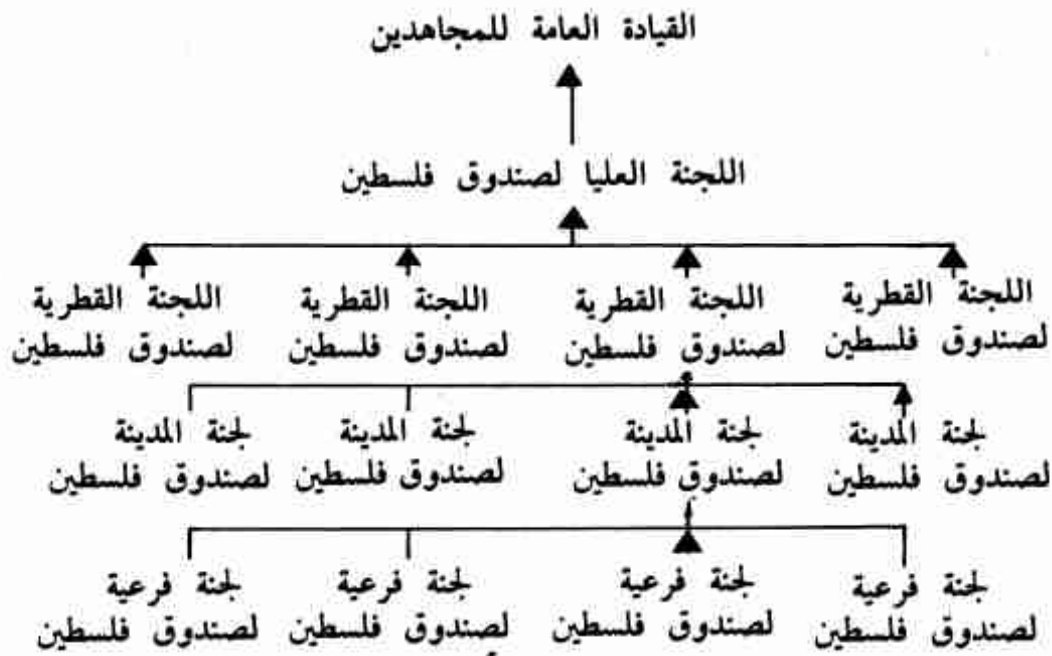 القيادة العامة للمجاهدين
اللجنة العليا لصندوق فلسطين
اللجنة القطرية اللجنة القطرية اللجنة القطرية اللجنة القطرية
لصندوق فلسطين لصندوق فلسطين لصندوق فلسطين لصندوق فلسطين
لجنة المدينة لجنة المدينة لجنة المدينة لجنة المدينة
لصندوق فلسطين لصندوق فلسطين لصندوق فلسطين لصندوق فلسطين
لجنة فرعية لجنة فرعية لجنة فرعية لجنة فرعية
لصندوق فلسطين لصندوق فلسطين لصندوق فلسطين لصندوق فلسطين